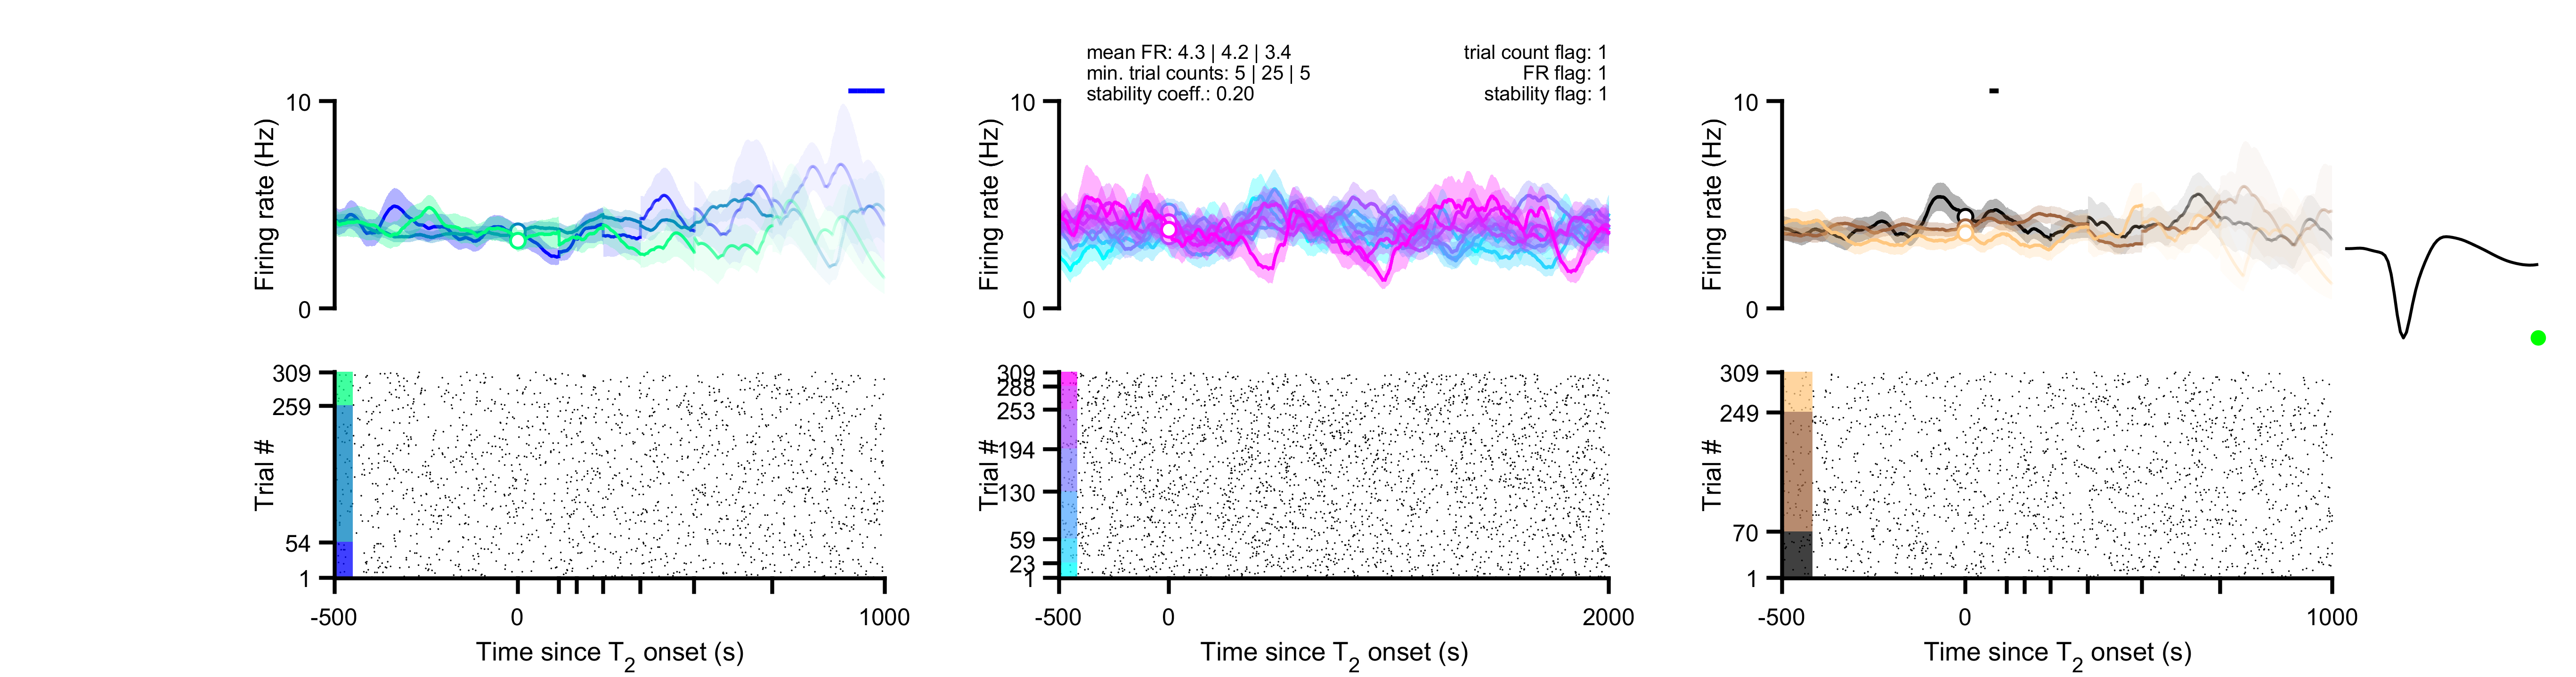 mean FR: 4.3 | 4.2 | 3.4
min. trial counts: 5 | 25 | 5
stability coeff.: 0.20
trial count flag: 1
FR flag: 1
stability flag: 1
10
0
Firing rate (Hz)
10
0
Firing rate (Hz)
10
0
Firing rate (Hz)
309
259
54
1
Trial #
-500
0
1000
Time since T2 onset (s)
309
288
253
194
130
59
23
1
Trial #
-500
0
2000
Time since T2 onset (s)
309
249
70
1
Trial #
-500
0
1000
Time since T2 onset (s)